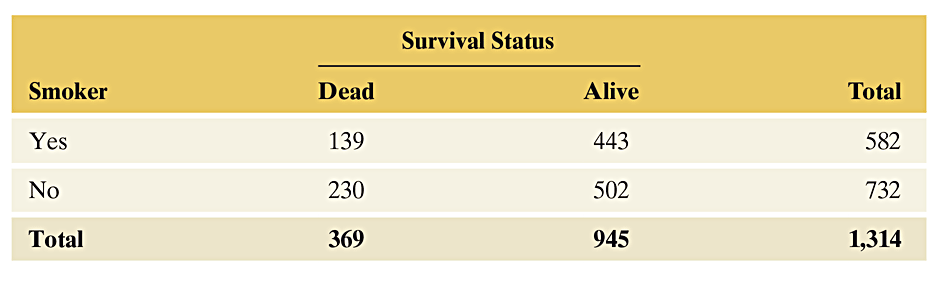 Survival Status
Smoker Dead Alive Total
Yes 139 443 582
No 230 502 732
Total 369 945 1,314